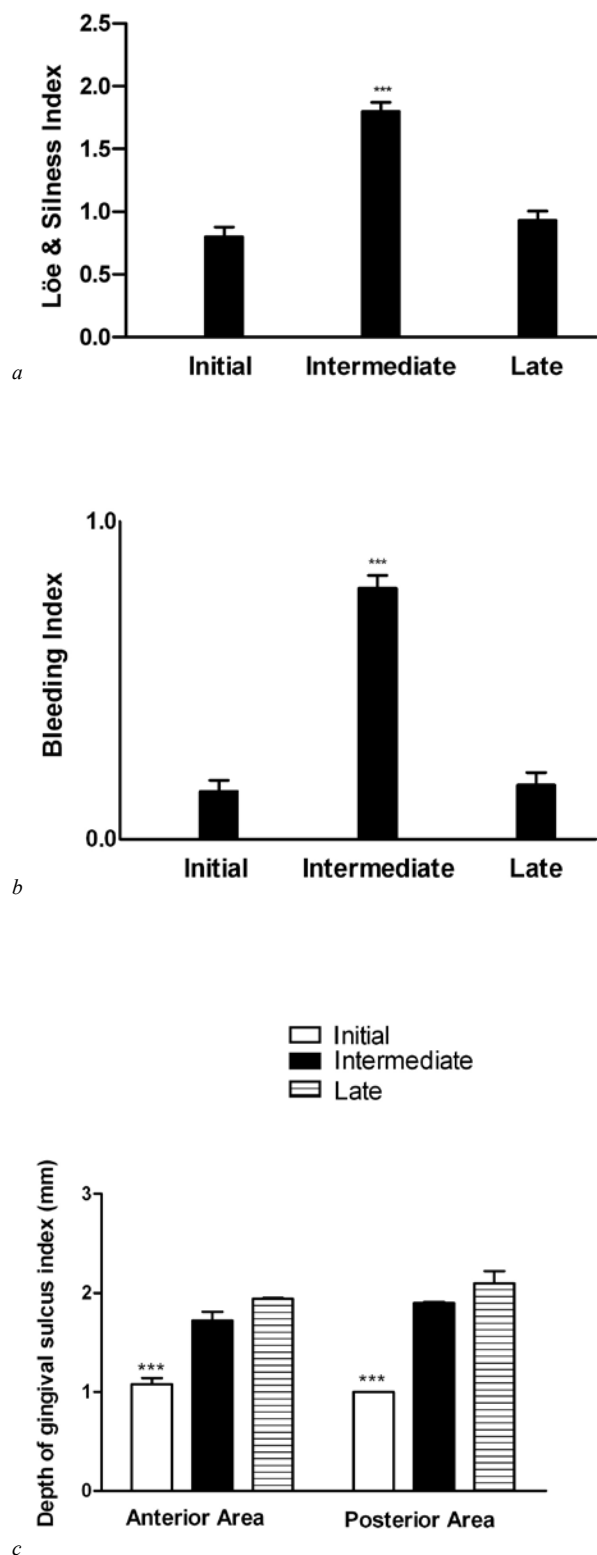 2.5
2.0
1.5
1.0
0.5
0.0
Löe & Silness Index
***
Initial Intermediate Late
a
1.0
0.0
Bleeding Index
***
Initial Intermediate Late
b
Initial
Intermediate
Late
3
2
1
0
Depth of gingival sulcus index (mm)
*** ***
Anterior Area Posterior Area
c